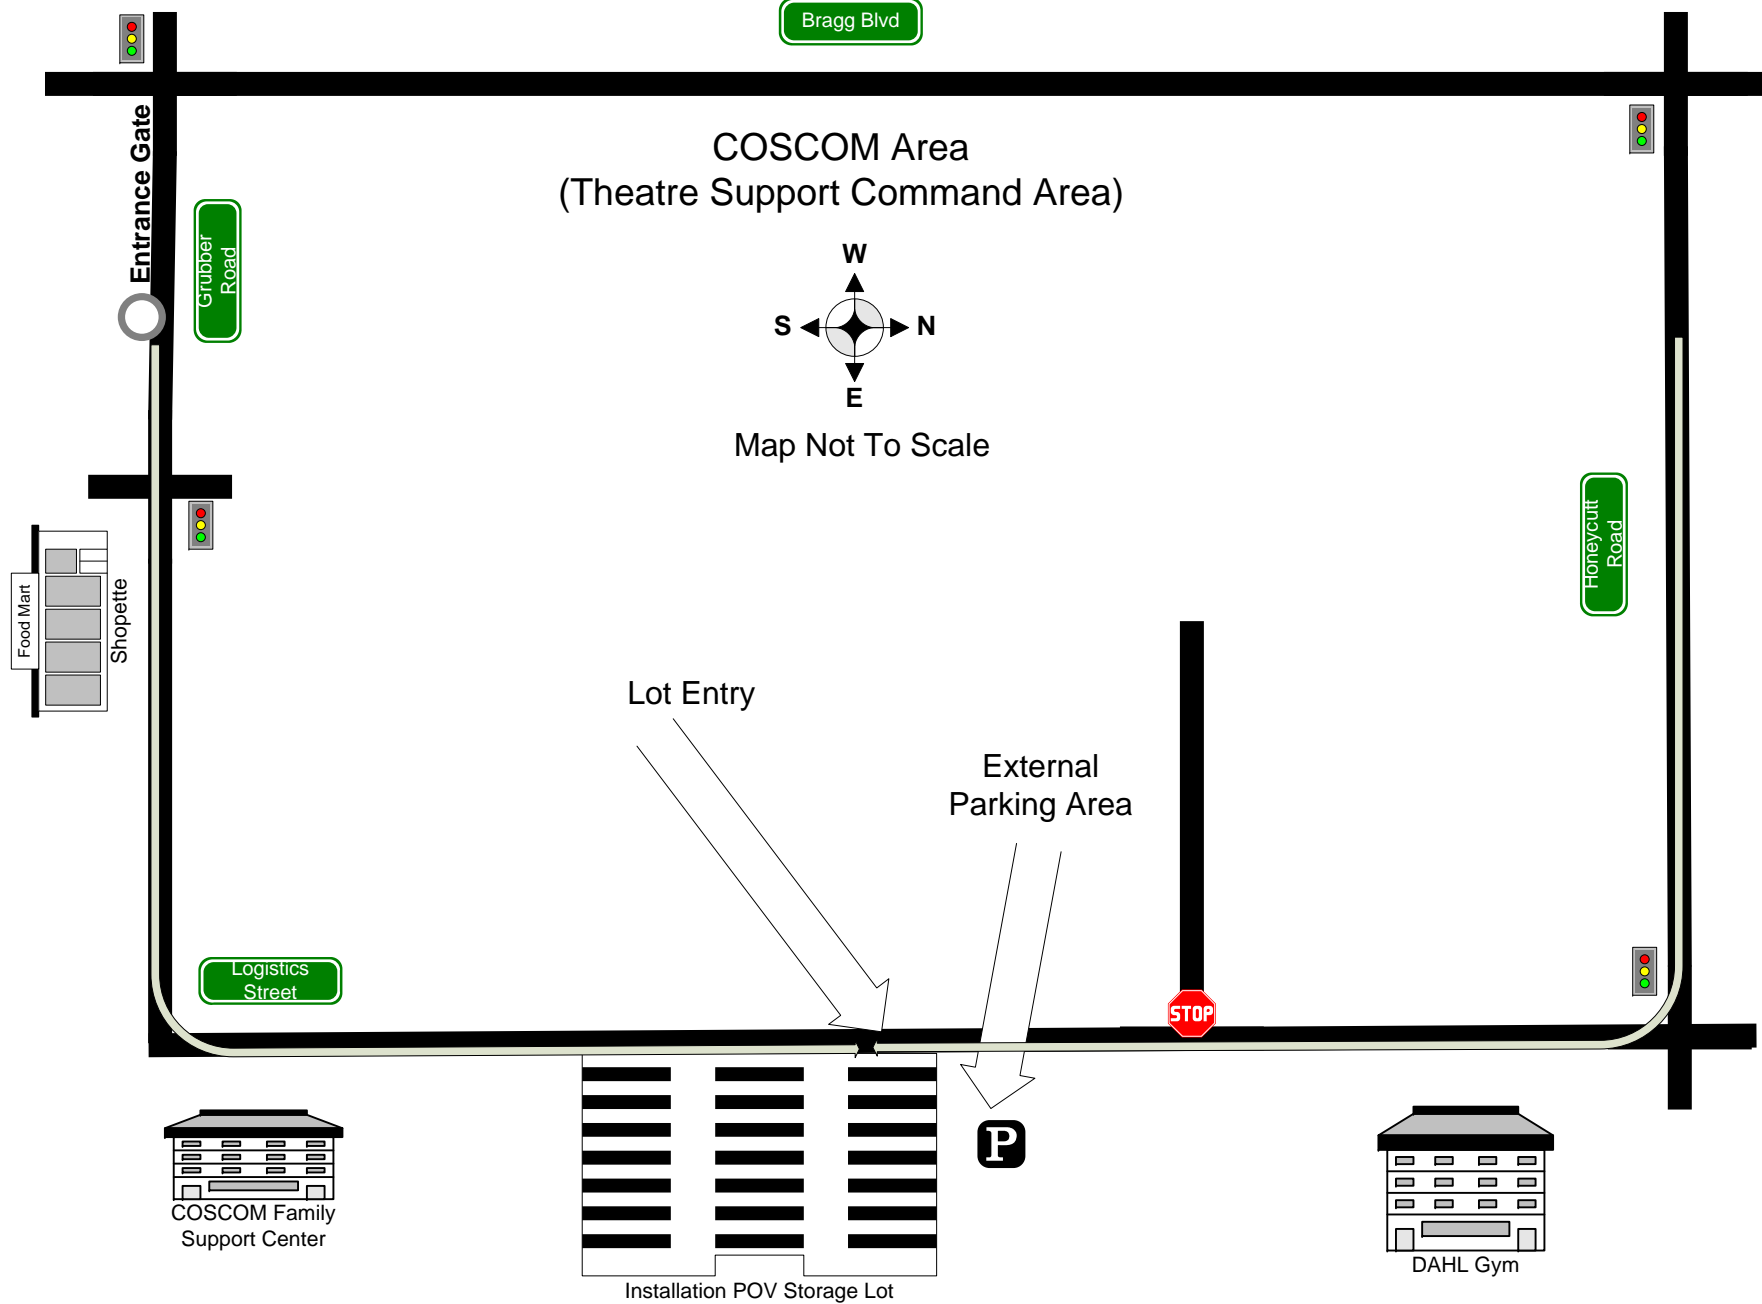 Bragg Blvd
Entrance Gate
COSCOM Area
(Theatre Support Command Area)
Grubber
Road
W
S
N
E
Map Not To Scale
Honeycutt
Road
Food Mart
Shopette
Lot Entry
External
Parking Area
Logistics
Street
STOP
P
COSCOM Family
Support Center
DAHL Gym
Installation POV Storage Lot